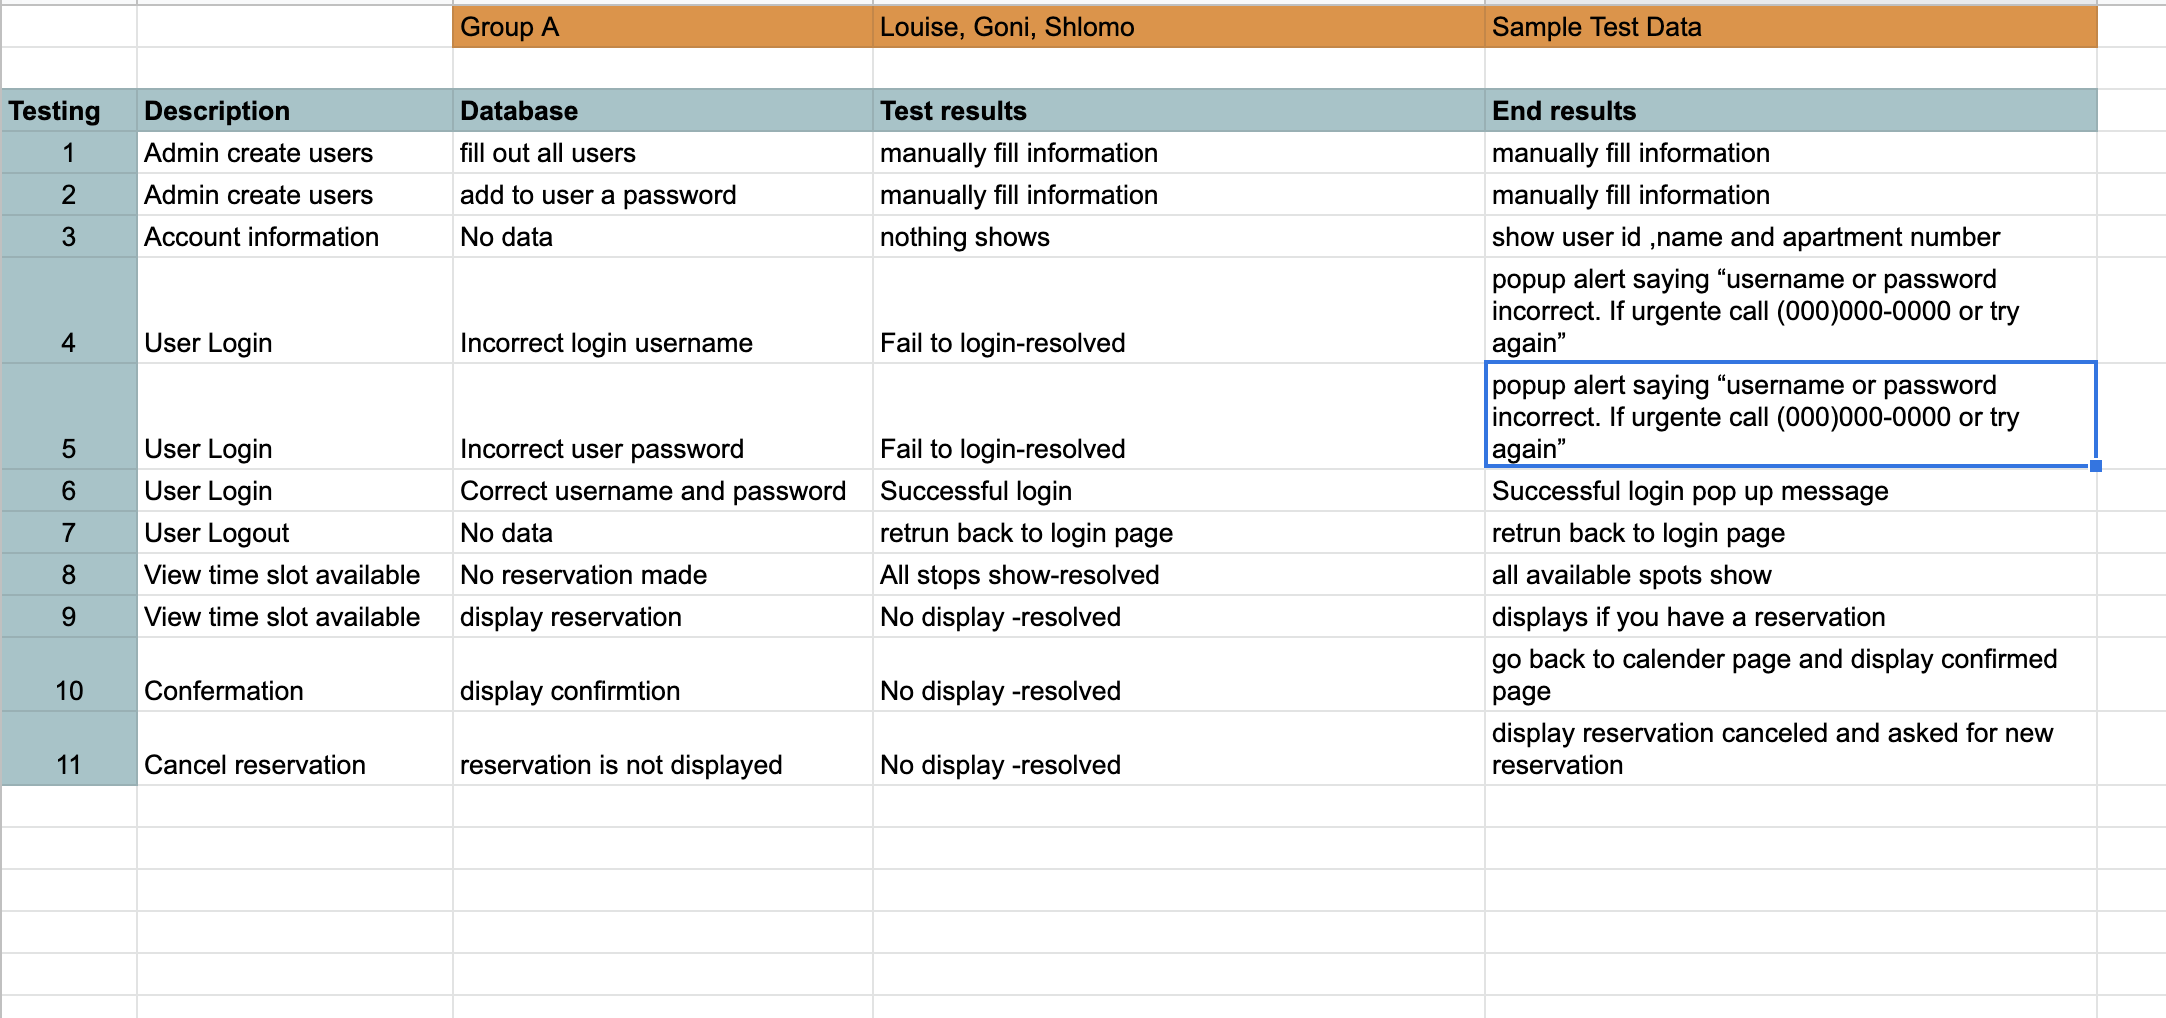 Group A Louise, Goni, Shlomo Sample Test Data
Testing Description Database Test results End results
1 Admin create users fill out all users manually fill information manually fill information
2 Admin create users add to user a password manually fill information manually fill information
3 Account information No data nothing shows show user id ,name and apartment number
popup alert saying “username or password
incorrect. If urgente call (000)000-0000 or try
4 User Login Incorrect login username Fail to login-resolved again”
popup alert saying “username or password
incorrect. If urgente call (000)000-0000 or try
5 User Login Incorrect user password Fail to login-resolved again”
6 User Login Correct username and password Successful login Successful login pop up message
7 User Logout No data retrun back to login page retrun back to login page
8 View time slot available No reservation made All stops show-resolved all available spots show
9 View time slot available display reservation No display -resolved displays if you have a reservation
go back to calender page and display confirmed
10 Confermation display confirmtion No display -resolved page
display reservation canceled and asked for new
11 Cancel reservation reservation is not displayed No display -resolved reservation